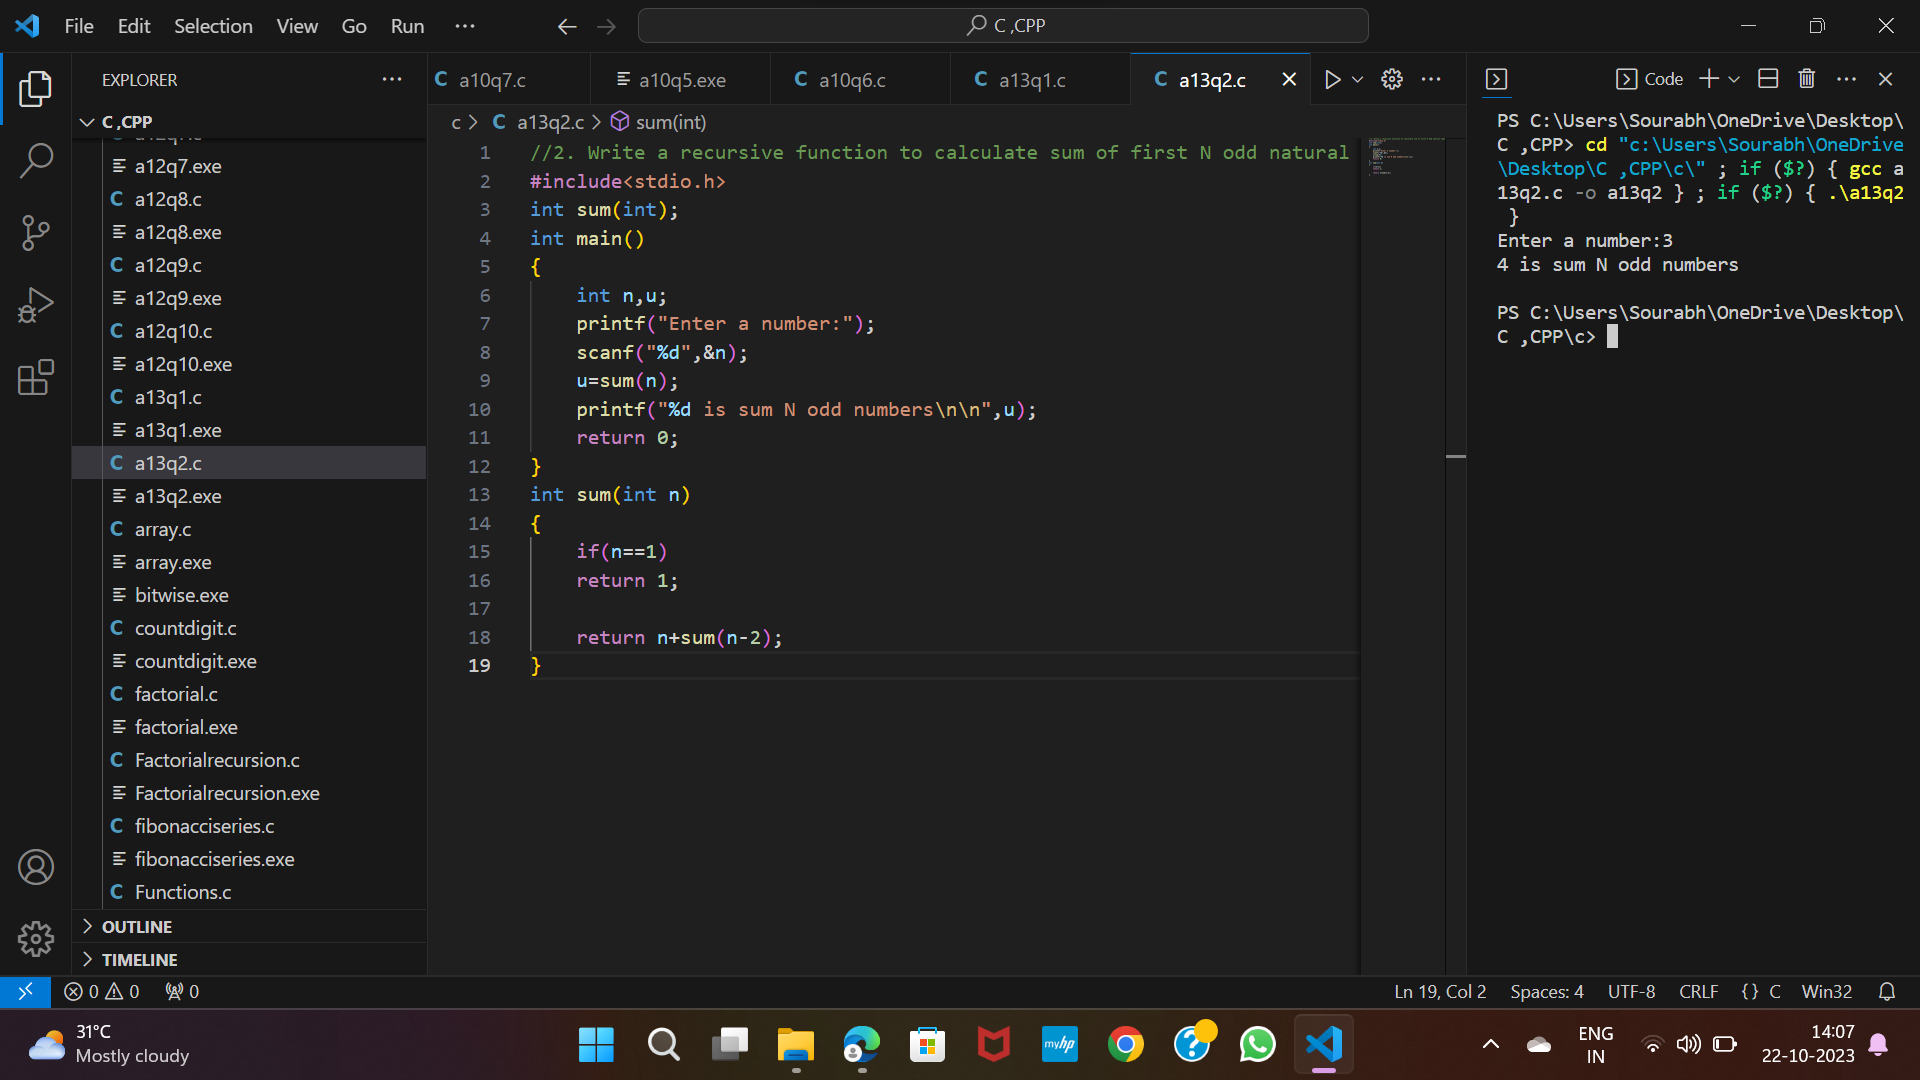 File Edit Selection View Go Run ···
C ,CPP
EXPLORER
C ,CPP
a12q7.exe
a12q8.c
a12q8.exe
a12q9.c
a12q9.exe
a12q10.c
a12q10.exe
a13q1.c
a13q1.exe
a13q2.c
a13q2.exe
array.c
array.exe
bitwise.exe
countdigit.c
countdigit.exe
factorial.c
factorial.exe
Factorialrecursion.c
Factorialrecursion.exe
fibonacciseries.c
fibonacciseries.exe
Functions.c
OUTLINE
TIMELINE
a10q7.c a10q5.exe a10q6.c a13q1.c a13q2.c
c > C a13q2.c > sum(int)
1 //2. Write a recursive function to calculate sum of first N odd natural
2 #include<stdio.h>
3 int sum(int);
4 int main()
5 {
6 int n,u;
7 printf("Enter a number:");
8 scanf("%d",&n);
9 u=sum(n);
10 printf("%d is sum N odd numbers\n\n",u);
11 return 0;
12 }
13 int sum(int n)
14 {
15 if(n==1)
16 return 1;
17
18 return n+sum(n-2);
19 }
Code
PS C:\Users\Sourabh\OneDrive\Desktop\
C ,CPP> cd "c:\Users\Sourabh\OneDrive
\Desktop\C ,CPP\c\" ; if ($?) { gcc a
13q2.c -o a13q2 } ; if ($?) { .\a13q2
}
Enter a number:3
4 is sum N odd numbers
PS C:\Users\Sourabh\OneDrive\Desktop\
C ,CPP\c>
0 0 0
Ln 19, Col 2 Spaces: 4 UTF-8 CRLF {} C Win32
31°C
Mostly cloudy
myhp
ENG
IN
14:07
22-10-2023